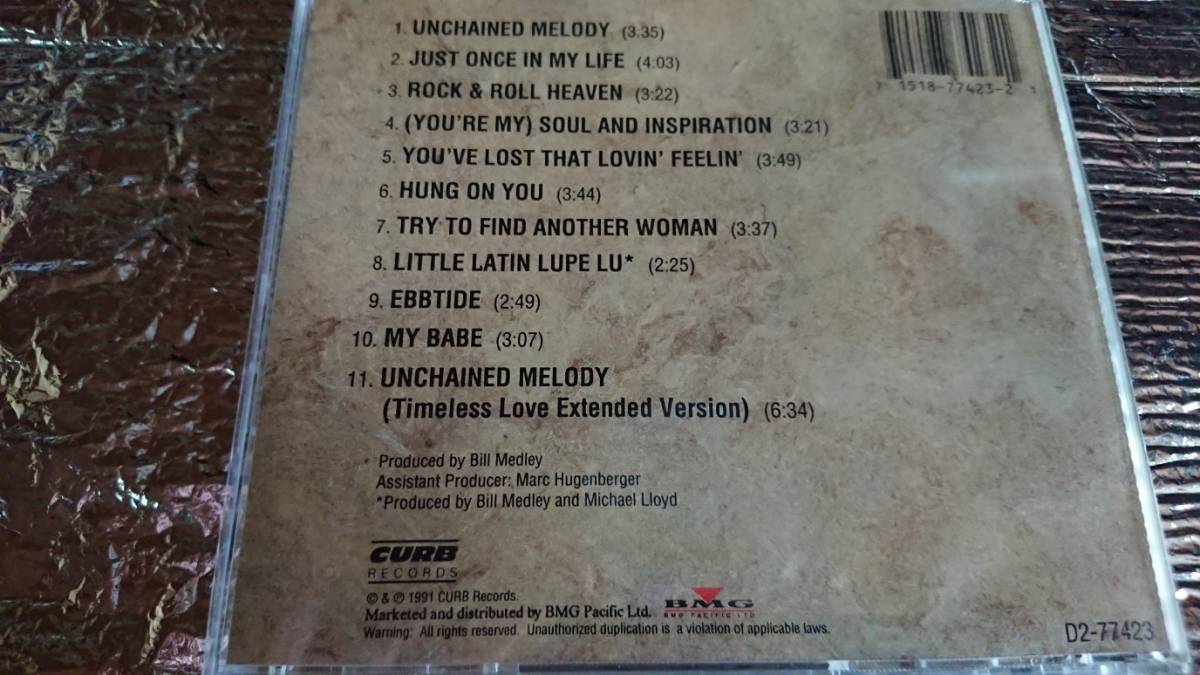 1. UNCHAINED MELODY (3:35)
2. JUST ONCE IN MY LIFE (4:03)
3. ROCK & ROLL HEAVEN (3:22)
4. (YOU'RE MY) SOUL AND INSPIRATION (3:21)
5. YOU'VE LOST THAT LOVIN' FEELIN' (3:49)
6. HUNG ON YOU (3:44)
7. TRY TO FIND ANOTHER WOMAN (3:37)
8. LITTLE LATIN LUPE LU* (2:25)
9. EBBTIDE (2:49)
10. MY BABE (3:07)
11. UNCHAINED MELODY
(Timeless Love Extended Version) (6:34)
7 1518-77423-2 1
Produced by Bill Medley
Assistant Producer: Marc Hugenberger
*Produced by Bill Medley and Michael Lloyd
CURB
RECORDS
© & ℗ 1991 CURB Records.
Marketed and distributed by BMG Pacific Ltd.
BMG
BMG PACIFIC LTD
Warning: All rights reserved. Unauthorized duplication is a violation of applicable laws.
D2-77423